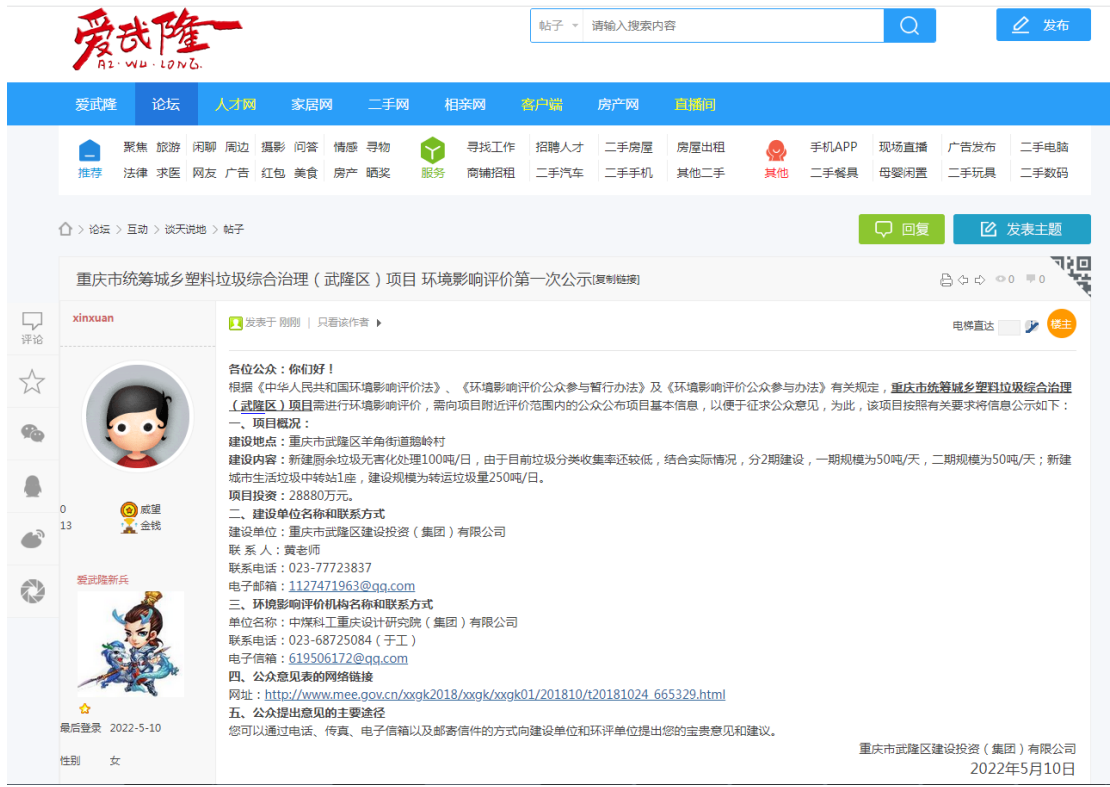 爱武隆
AI·WU·LONG.
帖子 请输入搜索内容
发布
爱武隆 论坛 人才网 家居网 二手网 相亲网 客户端 房产网 直播间
推荐
聚焦 旅游 闲聊 周边 摄影 问答 情感 寻物
法律 求医 网友 广告 红包 美食 房产 晒奖
服务
寻找工作 招聘人才 二手房屋 房屋出租
商铺招租 二手汽车 二手手机 其他二手
其他
手机APP 现场直播 广告发布 二手电脑
二手餐具 母婴闲置 二手玩具 二手数码
> 论坛 > 互动 > 谈天说地 > 帖子
回复 发表主题
重庆市统筹城乡塑料垃圾综合治理（武隆区）项目 环境影响评价第一次公示[复制链接]
0 0
评论
xinxuan
0 威望
13 金钱
爱武隆新兵
最后登录 2022-5-10
性别 女
发表于 刚刚 | 只看该作者
电梯直达 楼主
各位公众：你们好！
根据《中华人民共和国环境影响评价法》、《环境影响评价公众参与暂行办法》及《环境影响评价公众参与办法》有关规定，重庆市统筹城乡塑料垃圾综合治理
（武隆区）项目需进行环境影响评价，需向项目附近评价范围内的公众公布项目基本信息，以便于征求公众意见，为此，该项目按照有关要求将信息公示如下：
一、项目概况：
建设地点：重庆市武隆区羊角街道鹅岭村
建设内容：新建厨余垃圾无害化处理100吨/日，由于目前垃圾分类收集率还较低，结合实际情况，分2期建设，一期规模为50吨/天，二期规模为50吨/天；新建
城市生活垃圾中转站1座，建设规模为转运垃圾量250吨/日。
项目投资：28880万元。
二、建设单位名称和联系方式
建设单位：重庆市武隆区建设投资（集团）有限公司
联 系 人：黄老师
联系电话：023-77723837
电子邮箱：1127471963@qq.com
三、环境影响评价机构名称和联系方式
单位名称：中煤科工重庆设计研究院（集团）有限公司
联系电话：023-68725084（于工）
电子信箱：619506172@qq.com
四、公众意见表的网络链接
网址：http://www.mee.gov.cn/xxgk2018/xxgk/xxgk01/201810/t20181024_665329.html
五、公众提出意见的主要途径
您可以通过电话、传真、电子信箱以及邮寄信件的方式向建设单位和环评单位提出您的宝贵意见和建议。
重庆市武隆区建设投资（集团）有限公司
2022年5月10日